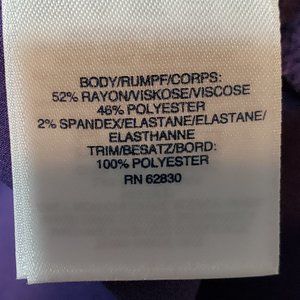 BODY/RUMPF/CORPS:
52% RAYON/VISKOSE/VISCOSE
46% POLYESTER
2% SPANDEX/ELASTANE/ELASTANE/
ELASTHANNE
TRIM/BESATZ/BORD:
100% POLYESTER
RN 62830